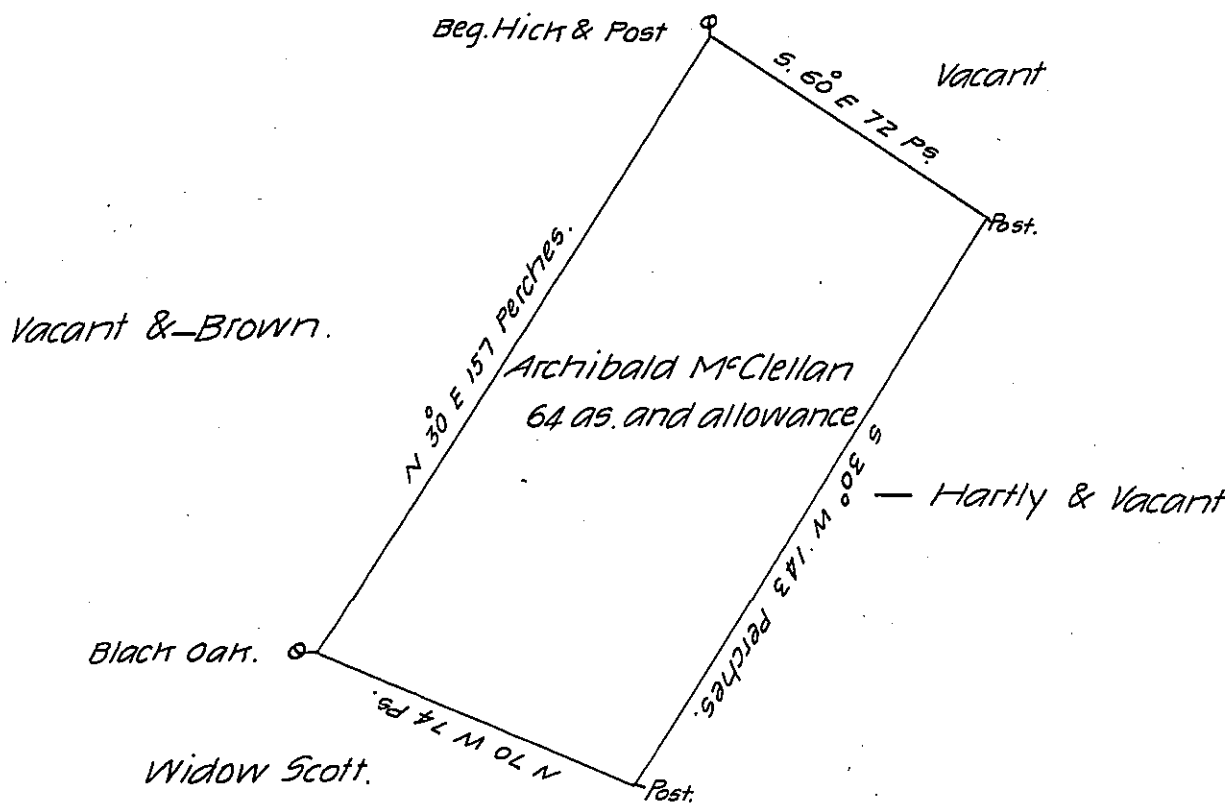 Beg. Hick & Post
S. 60° E 72 Ps.
Vacant
Post.
N 30° E 157 Perches.
Vacant & Brown.
Archibald McClellan
64 as. and allowance
S 30° W. 143 Perches.
— Hartly & Vacant
Black Oak.
N 70 W 74 Ps.
Widow Scott.
Post.